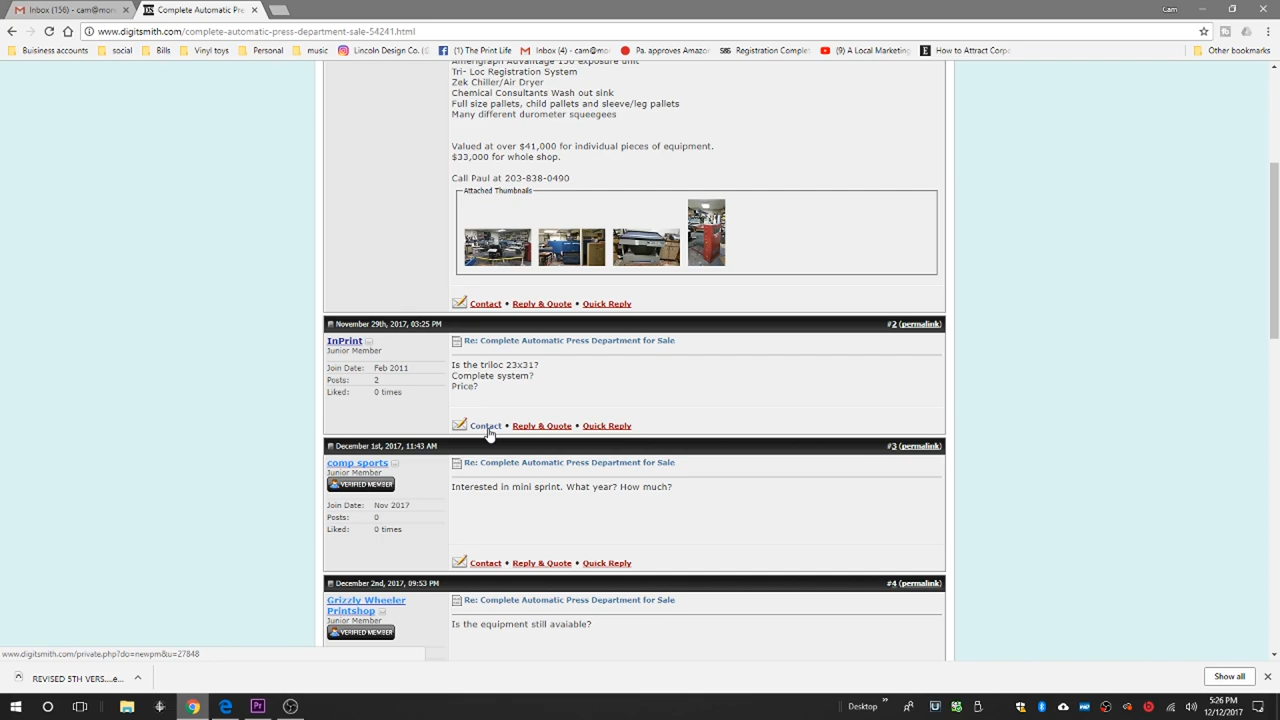 Inbox (156) - cam@mor
Complete Automatic Pre
Cam
www.digitsmith.com/complete-automatic-press-department-sale-54241.html
Buisiness accounts social Bills Vinyl toys Personal music Lincoln Design Co. ( (1) The Print Life Inbox (4) - cam@mo Pa. approves Amazor Registration Complet (9) A Local Marketing How to Attract Corpc Other bookmarks
Amerigraph Advantage 150 exposure unit
Tri- Loc Registration System
Zek Chiller/Air Dryer
Chemical Consultants Wash out sink
Full size pallets, child pallets and sleeve/leg pallets
Many different durometer squeegees
Valued at over $41,000 for individual pieces of equipment.
$33,000 for whole shop.
Call Paul at 203-838-0490
Attached Thumbnails
Contact • Reply & Quote • Quick Reply
November 29th, 2017, 03:25 PM #2 (permalink)
InPrint
Junior Member
Join Date: Feb 2011
Posts: 2
Liked: 0 times
Re: Complete Automatic Press Department for Sale
Is the triloc 23x31?
Complete system?
Price?
Contact • Reply & Quote • Quick Reply
December 1st, 2017, 11:43 AM #3 (permalink)
comp sports
Junior Member
VERIFIED MEMBER
Join Date: Nov 2017
Posts: 0
Liked: 0 times
Re: Complete Automatic Press Department for Sale
Interested in mini sprint. What year? How much?
Contact • Reply & Quote • Quick Reply
December 2nd, 2017, 09:53 PM #4 (permalink)
Grizzly Wheeler
Printshop
Junior Member
VERIFIED MEMBER
Re: Complete Automatic Press Department for Sale
Is the equipment still avaiable?
www.digitsmith.com/private.php?do=newpm&u=27848
REVISED 5TH VERS....e...
Show all
Desktop
5:26 PM
12/12/2017